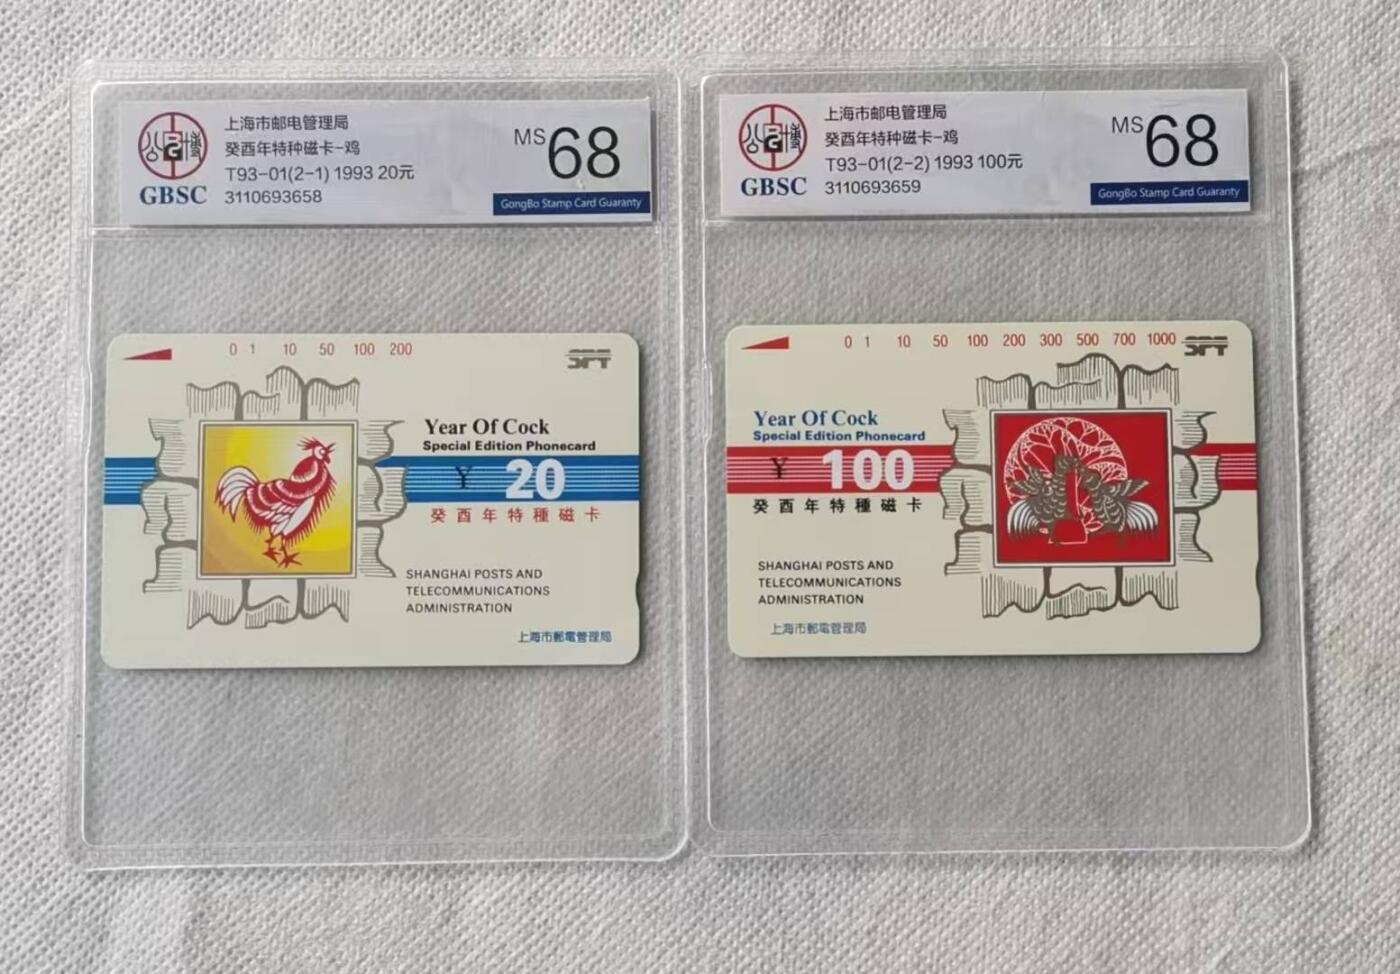 上海市邮电管理局
癸酉年特种磁卡-鸡
T93-01(2-1) 1993 20元
3110693658
GBSC
MS 68
GongBo Stamp Card Guaranty
0 1 10 50 100 200
SPT
Year Of Cock
Special Edition Phonecard
¥ 20
癸酉年特種磁卡
SHANGHAI POSTS AND
TELECOMMUNICATIONS
ADMINISTRATION
上海市郵電管理局
上海市邮电管理局
癸酉年特种磁卡-鸡
T93-01(2-2) 1993 100元
3110693659
GBSC
MS 68
GongBo Stamp Card Guaranty
0 1 10 50 100 200 300 500 700 1000
SPT
Year Of Cock
Special Edition Phonecard
¥ 100
癸酉年特種磁卡
SHANGHAI POSTS AND
TELECOMMUNICATIONS
ADMINISTRATION
上海市郵電管理局